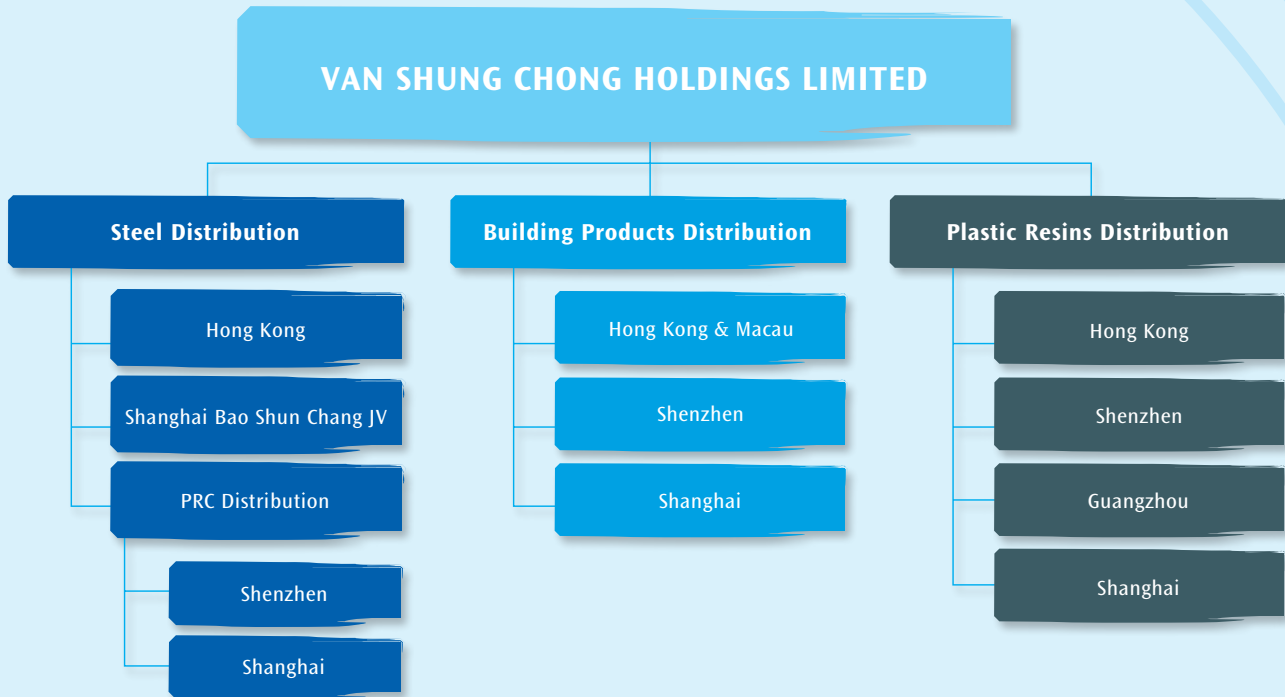 VAN SHUNG CHONG HOLDINGS LIMITED
Steel Distribution
Hong Kong
Shanghai Bao Shun Chang JV
PRC Distribution
Shenzhen
Shanghai
Building Products Distribution
Hong Kong & Macau
Shenzhen
Shanghai
Plastic Resins Distribution
Hong Kong
Shenzhen
Guangzhou
Shanghai